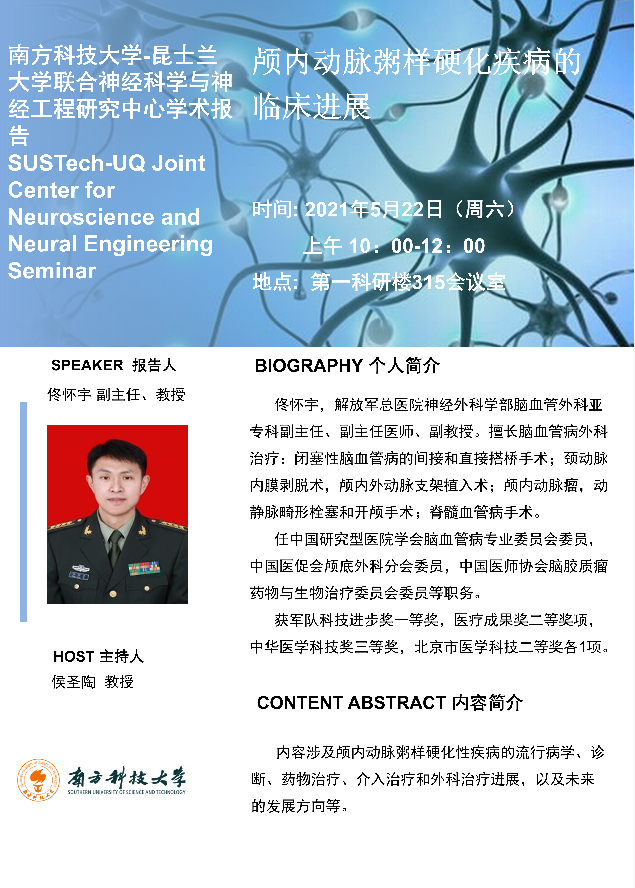 南方科技大学-昆士兰
大学联合神经科学与神
经工程研究中心学术报
告
SUSTech-UQ Joint
Center for
Neuroscience and
Neural Engineering
Seminar
颅内动脉粥样硬化疾病的
临床进展
时间: 2021年5月22日（周六）
上午 10：00-12：00
地点: 第一科研楼315会议室
SPEAKER 报告人
佟怀宇 副主任、教授
HOST 主持人
侯圣陶 教授
南方科技大学
SOUTHERN UNIVERSITY OF SCIENCE AND TECHNOLOGY
BIOGRAPHY 个人简介
佟怀宇，解放军总医院神经外科学部脑血管外科亚
专科副主任、副主任医师、副教授。擅长脑血管病外科
治疗：闭塞性脑血管病的间接和直接搭桥手术；颈动脉
内膜剥脱术，颅内外动脉支架植入术；颅内动脉瘤，动
静脉畸形栓塞和开颅手术；脊髓血管病手术。
任中国研究型医院学会脑血管病专业委员会委员，
中国医促会颅底外科分会委员，中国医师协会脑胶质瘤
药物与生物治疗委员会委员等职务。
获军队科技进步奖一等奖，医疗成果奖二等奖项，
中华医学科技奖三等奖，北京市医学科技二等奖各1项。
CONTENT ABSTRACT 内容简介
内容涉及颅内动脉粥样硬化性疾病的流行病学、诊
断、药物治疗、介入治疗和外科治疗进展，以及未来
的发展方向等。